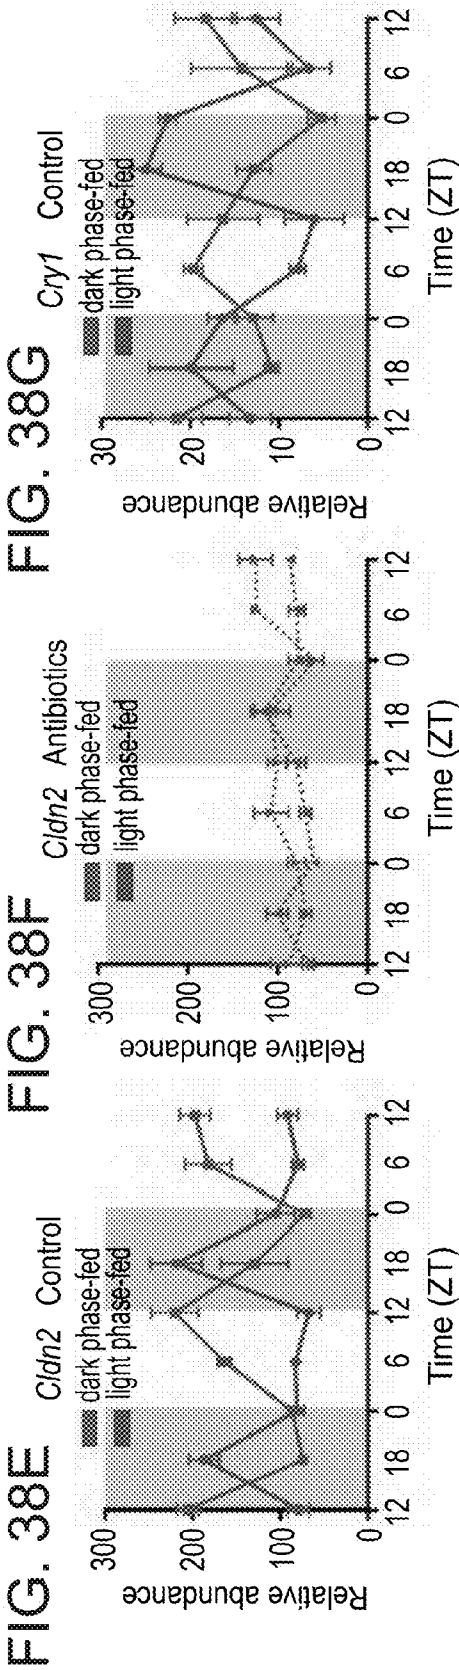 FIG. 38E
Cldn2 Control
dark phase-fed
light phase-fed
300
200
100
0
Relative abundance
12 18 0 6 12 18 0 6 12
Time (ZT)
FIG. 38F
Cldn2 Antibiotics
dark phase-fed
light phase-fed
300
200
100
0
Relative abundance
12 18 0 6 12 18 0 6 12
Time (ZT)
FIG. 38G
Cry1 Control
dark phase-fed
light phase-fed
30
20
10
0
Relative abundance
12 18 0 6 12 18 0 6 12
Time (ZT)